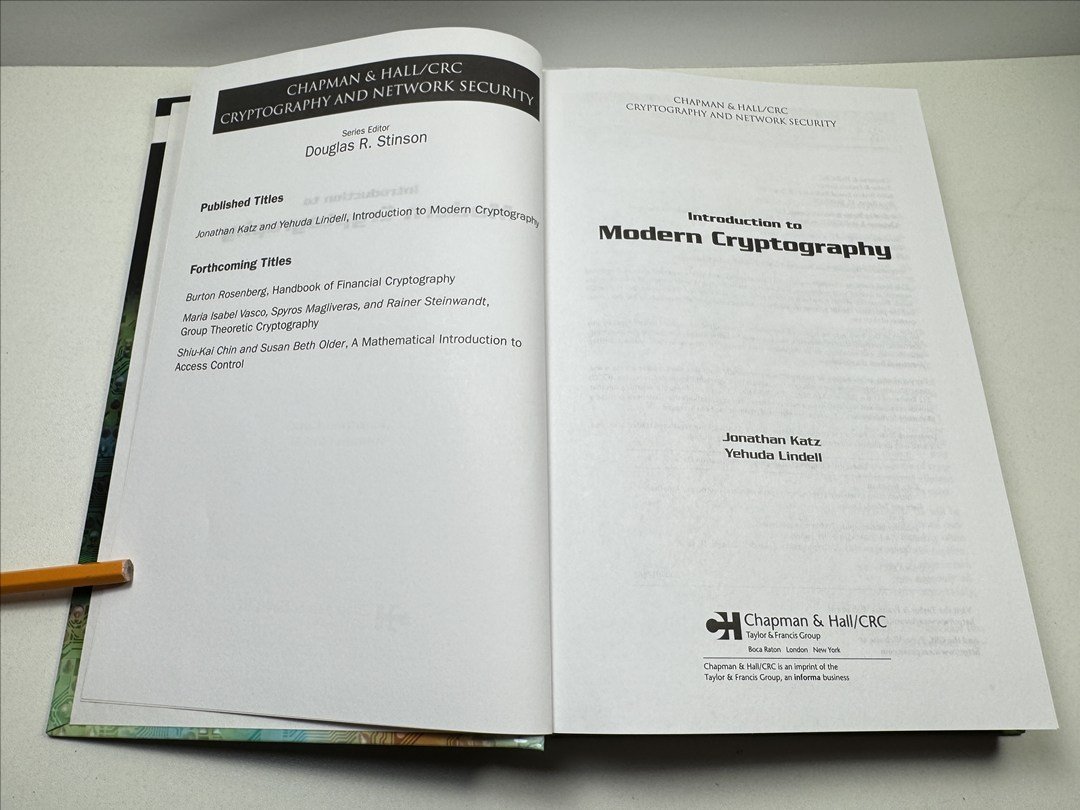 CHAPMAN & HALL/CRC
CRYPTOGRAPHY AND NETWORK SECURITY
Series Editor
Douglas R. Stinson
Published Titles
Jonathan Katz and Yehuda Lindell, Introduction to Modern Cryptography
Forthcoming Titles
Burton Rosenberg, Handbook of Financial Cryptography
Maria Isabel Vasco, Spyros Magliveras, and Rainer Steinwandt,
Group Theoretic Cryptography
Shiu-Kai Chin and Susan Beth Older, A Mathematical Introduction to
Access Control
CHAPMAN & HALL/CRC
CRYPTOGRAPHY AND NETWORK SECURITY
Introduction to
Modern Cryptography
Jonathan Katz
Yehuda Lindell
CH Chapman & Hall/CRC
Taylor & Francis Group
Boca Raton London New York
Chapman & Hall/CRC is an imprint of the
Taylor & Francis Group, an informa business